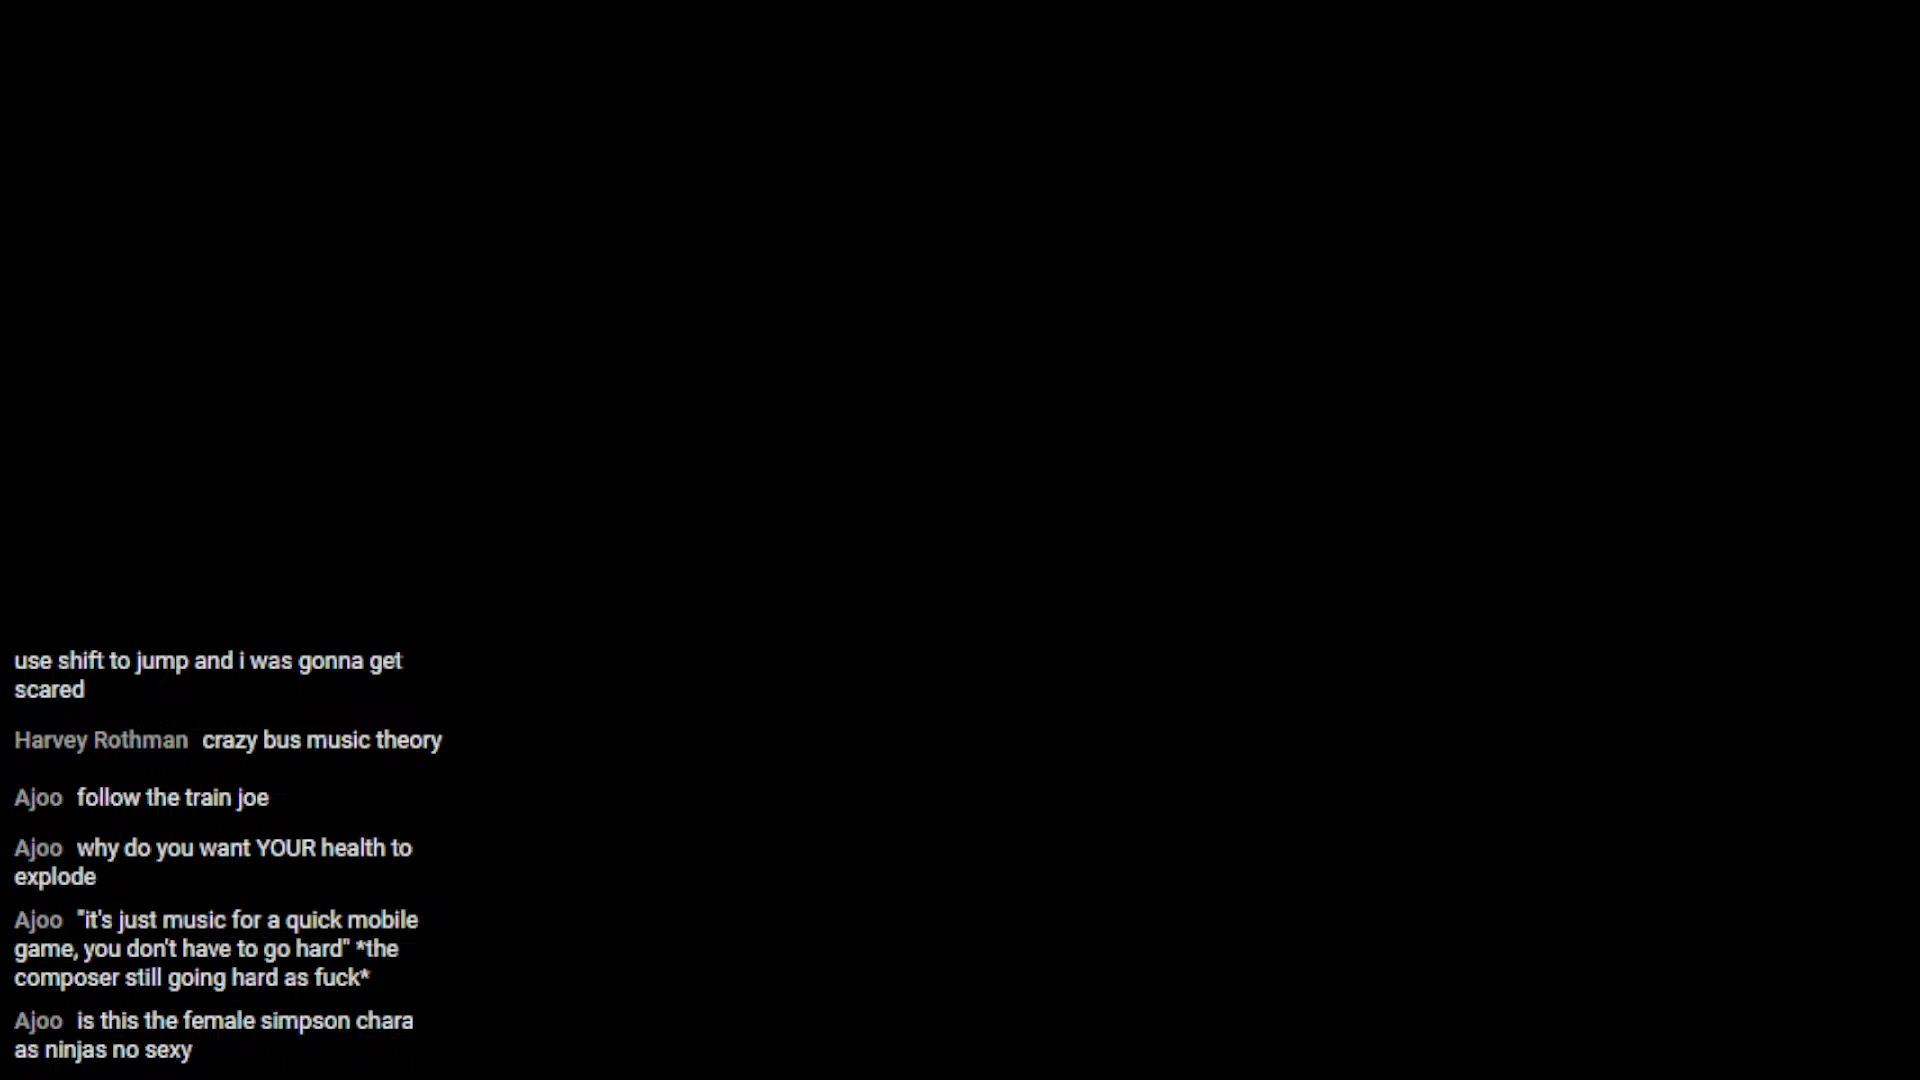 use shift to jump and i was gonna get
scared
Harvey Rothman crazy bus music theory
Ajoo follow the train joe
Ajoo why do you want YOUR health to
explode
Ajoo "it's just music for a quick mobile
game, you don't have to go hard" *the
composer still going hard as fuck*
Ajoo is this the female simpson chara
as ninjas no sexy